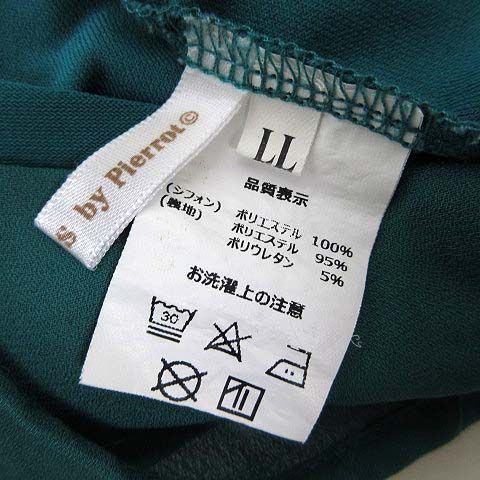 S by Pierrot©
LL
品質表示
(シフォン) ポリエステル 100%
(裏地) ポリエステル 95%
ポリウレタン 5%
お洗濯上の注意
30